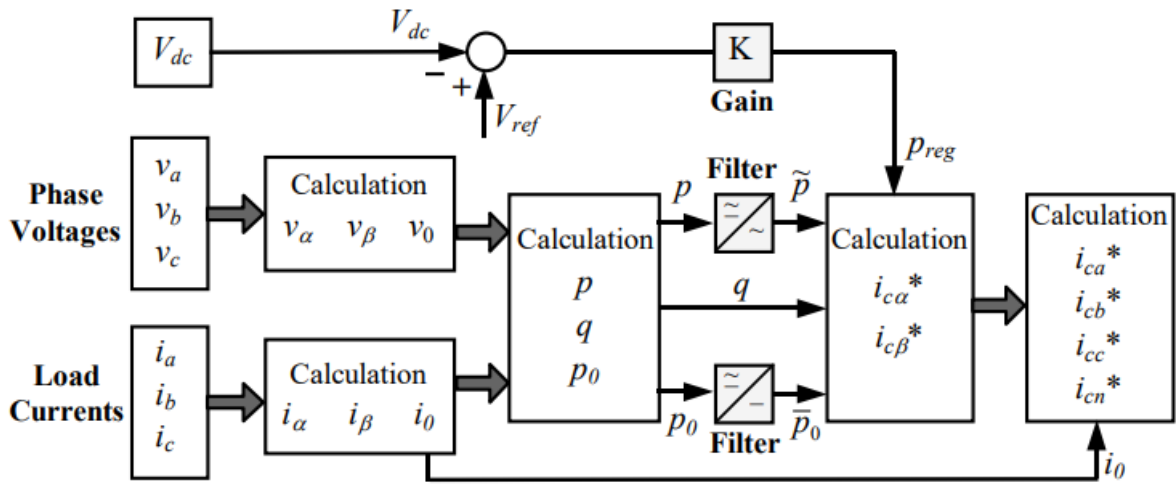 V_dc
V_dc
−
+
V_ref
K
Gain
p_reg
Phase
Voltages
v_a
v_b
v_c
Calculation
v_α v_β v_0
Load
Currents
i_a
i_b
i_c
Calculation
i_α i_β i_0
Calculation
p
q
p_0
p
Filter
p̃
≃
~
q
p_0
≃
−
Filter
p̄_0
Calculation
i_cα*
i_cβ*
Calculation
i_ca*
i_cb*
i_cc*
i_cn*
i_0